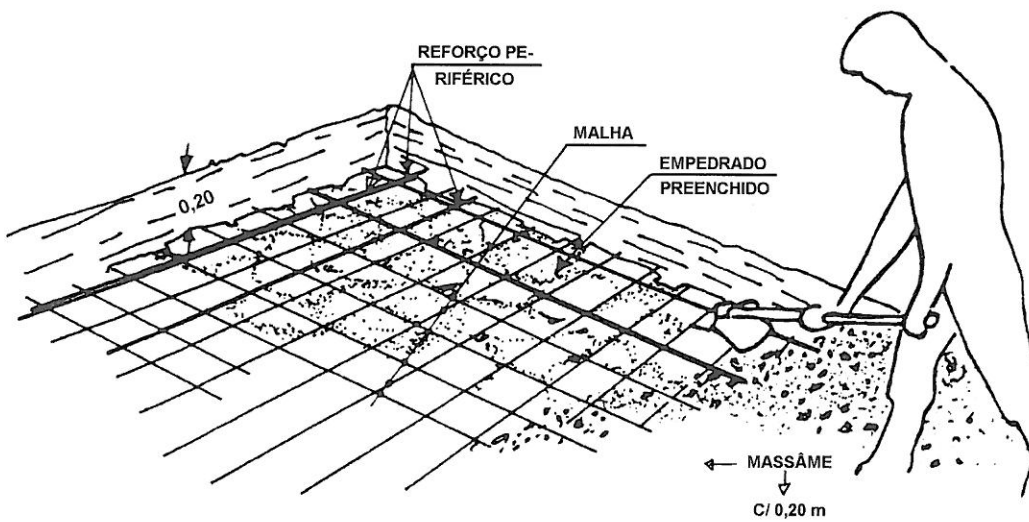 REFORÇO PE-
RIFÉRICO
MALHA
EMPEDRADO
PREENCHIDO
0,20
MASSÂME
C/ 0,20 m